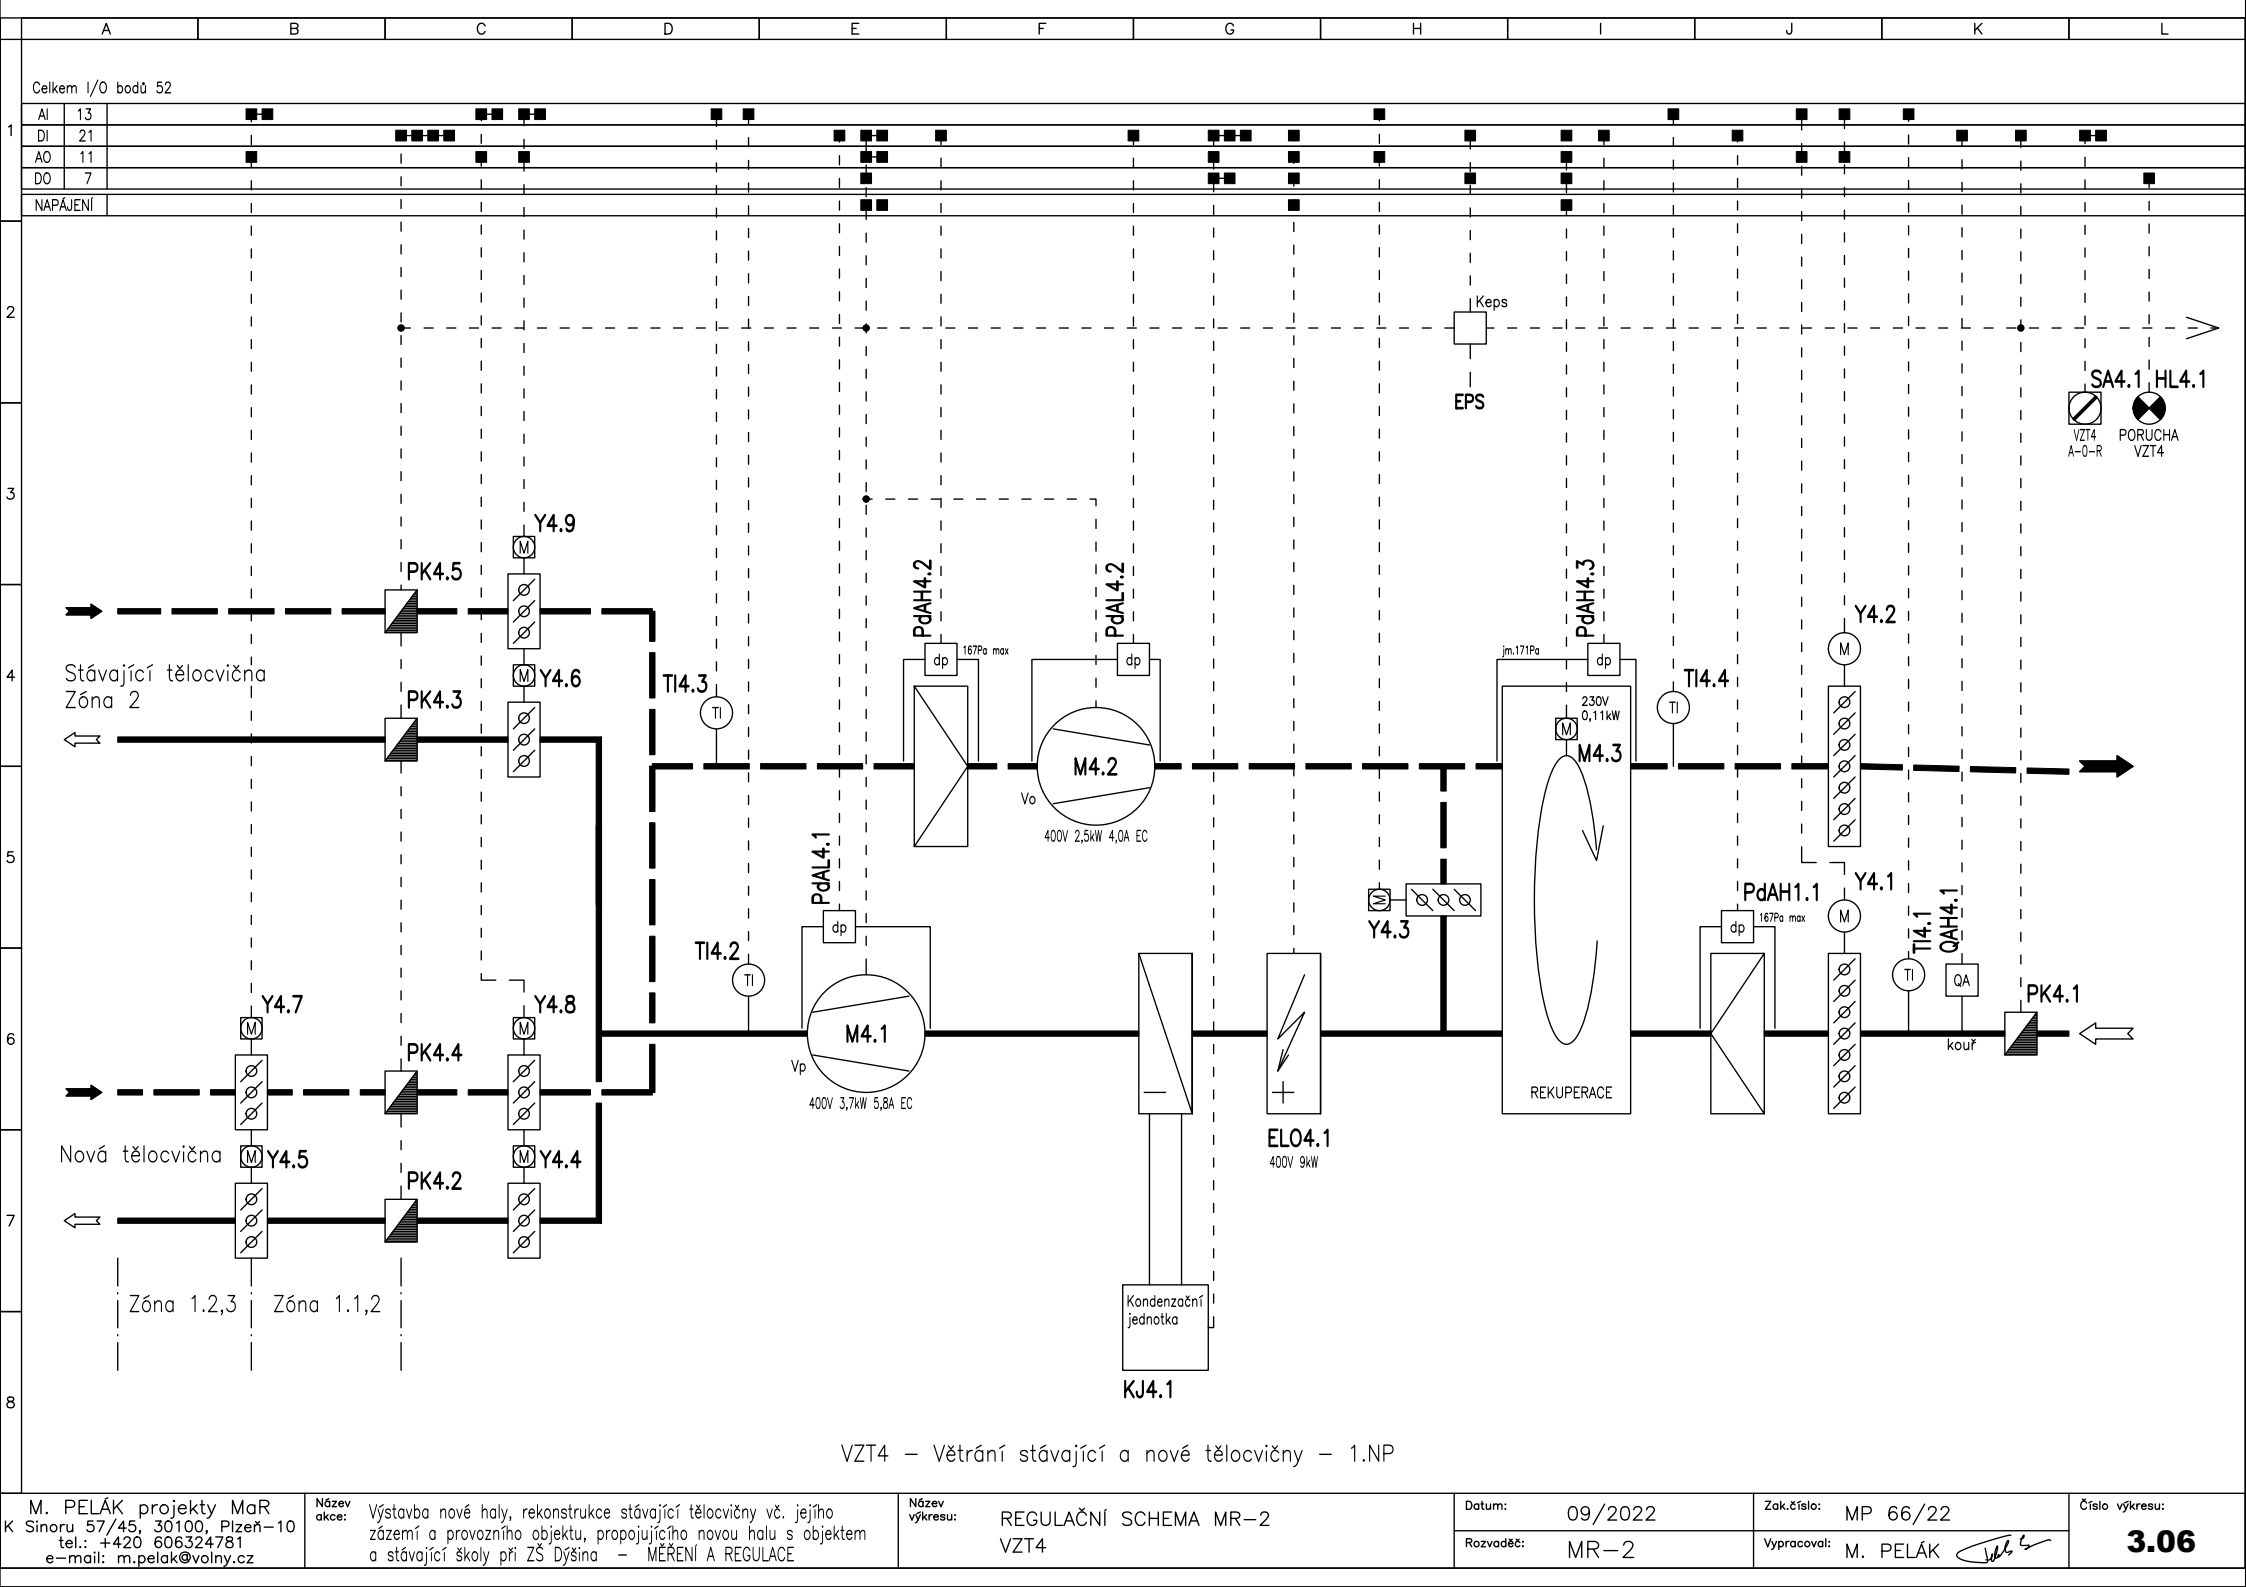 A B C D E F G H I J K L
Celkem I/O bodů 52
AI 13
1
DI 21
AO 11
DO 7
NAPÁJENÍ
2
Keps
EPS
SA4.1 HL4.1
VZT4 PORUCHA
A-0-R VZT4
3
Y4.9
M
PK4.5
PdAH4.2
PdAL4.2
PdAH4.3
Y4.2
dp 167Pa max
dp
jm.171Pa dp
M
4
Stávající tělocvična
Zóna 2
M Y4.6
PK4.3
TI4.3
TI
TI4.4
TI
230V
0,11kW
M
M4.3
M4.2
Vo
400V 2,5kW 4,0A EC
5
PdAL4.1
dp
Y4.3
M
PdAH1.1
dp 167Pa max
Y4.1
M
TI4.1
QAH4.1
TI4.2
TI
TI
QA
PK4.1
kouř
6
Y4.7
M
Y4.8
M
PK4.4
M4.1
Vp
400V 3,7kW 5,8A EC
REKUPERACE
ELO4.1
400V 9kW
Nová tělocvična
M Y4.5
M Y4.4
PK4.2
7
Zóna 1.2,3 Zóna 1.1,2
Kondenzační
jednotka
KJ4.1
8
VZT4 – Větrání stávající a nové tělocvičny – 1.NP
M. PELÁK projekty MaR
K Sinoru 57/45, 30100, Plzeň-10
tel.: +420 606324781
e-mail: m.pelak@volny.cz
Název
akce:
Výstavba nové haly, rekonstrukce stávající tělocvičny vč. jejího
zázemí a provozního objektu, propojujícího novou halu s objektem
a stávající školy při ZŠ Dýšina – MĚŘENÍ A REGULACE
Název
výkresu:
REGULAČNÍ SCHEMA MR-2
VZT4
Datum: 09/2022
Rozvaděč: MR-2
Zak.číslo: MP 66/22
Vypracoval: M. PELÁK
Číslo výkresu:
3.06